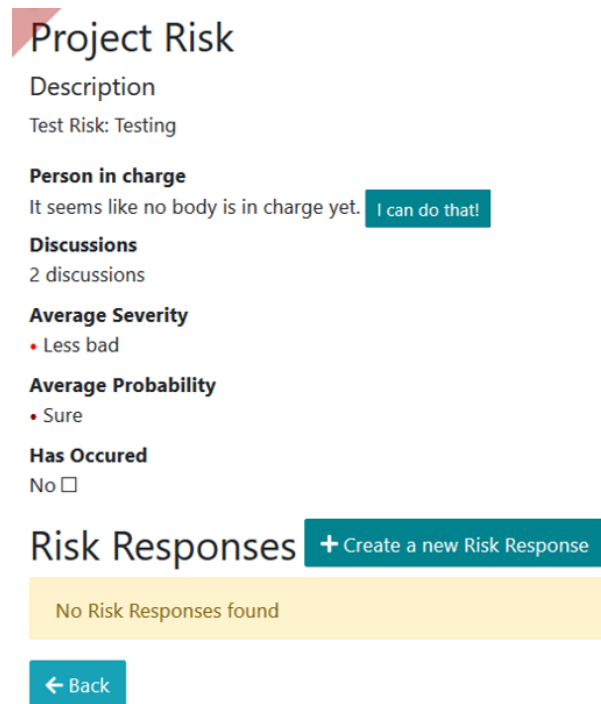 Project Risk
Description
Test Risk: Testing
Person in charge
It seems like no body is in charge yet. I can do that!
Discussions
2 discussions
Average Severity
• Less bad
Average Probability
• Sure
Has Occured
No
Risk Responses + Create a new Risk Response
No Risk Responses found
← Back